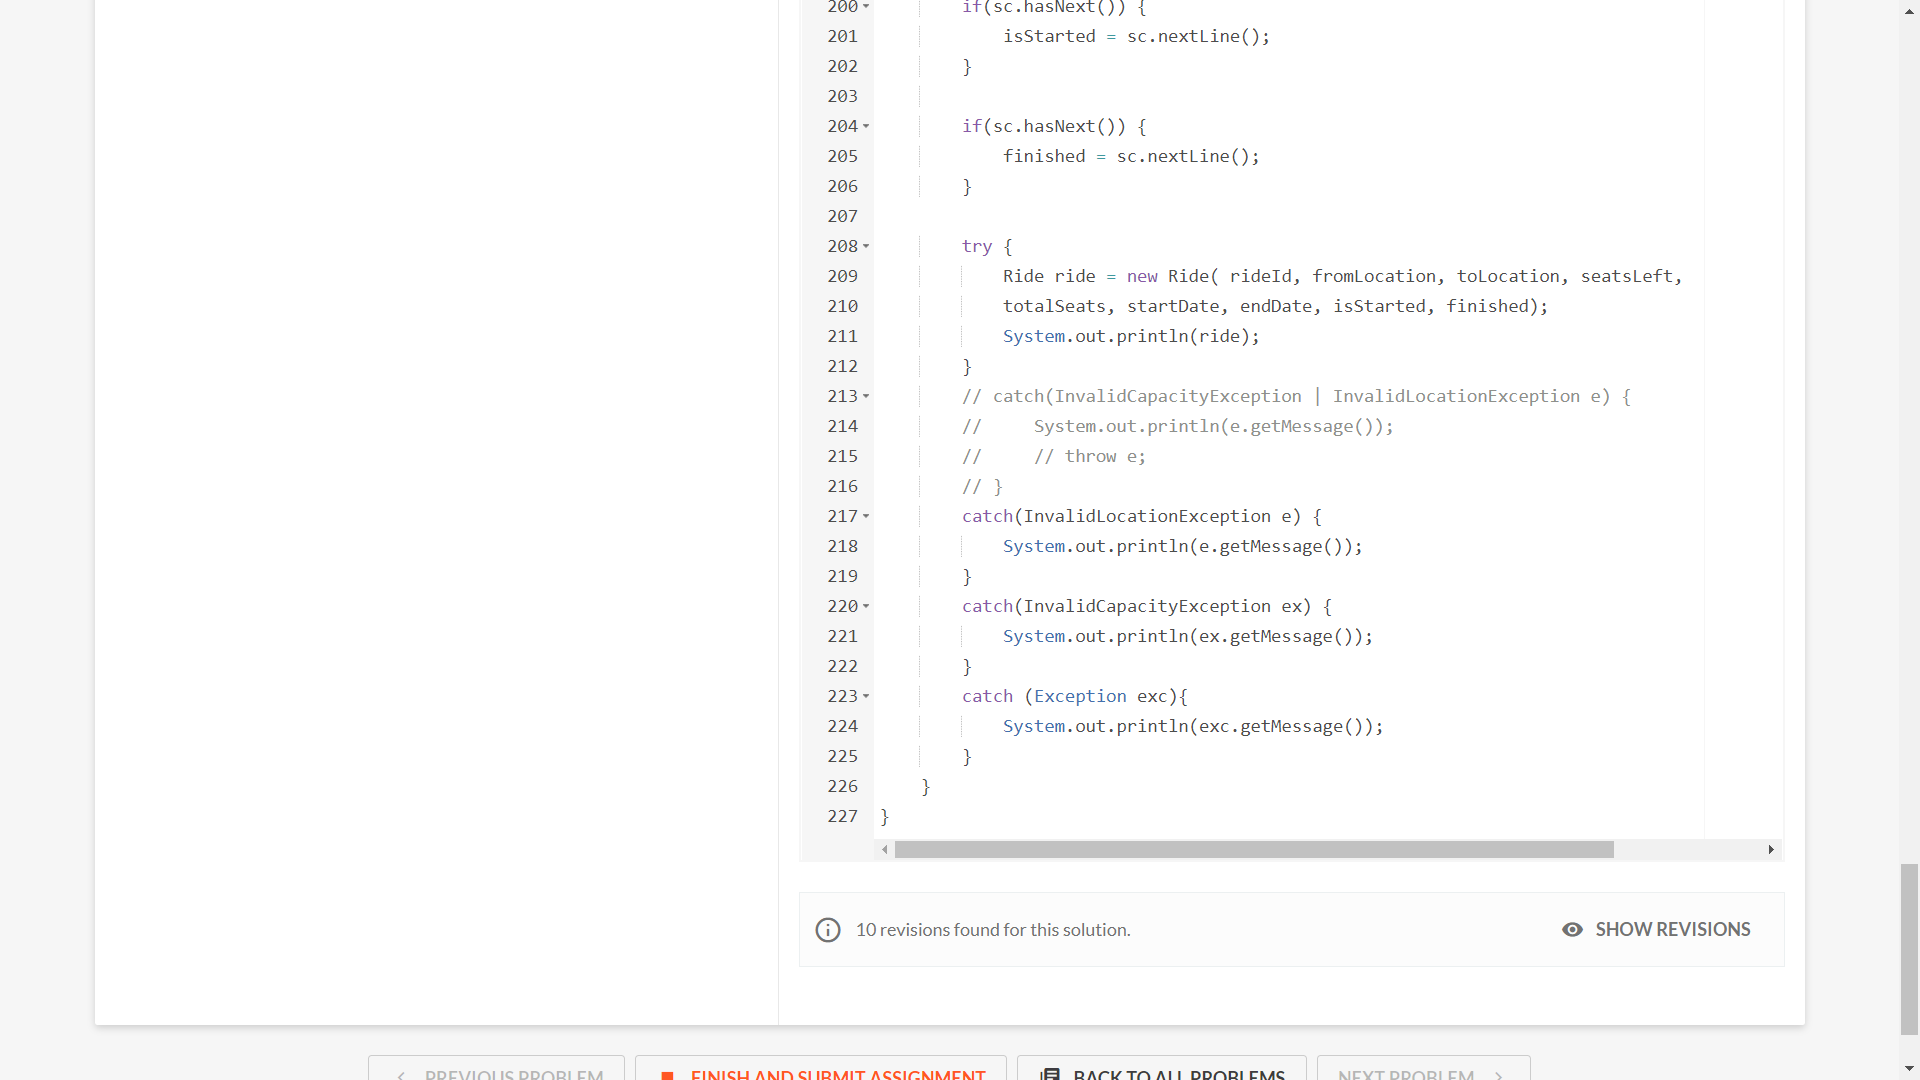 200 if(sc.hasNext()) {
201 isStarted = sc.nextLine();
202 }
203
204 if(sc.hasNext()) {
205 finished = sc.nextLine();
206 }
207
208 try {
209 Ride ride = new Ride( rideId, fromLocation, toLocation, seatsLeft,
210 totalSeats, startDate, endDate, isStarted, finished);
211 System.out.println(ride);
212 }
213 // catch(InvalidCapacityException | InvalidLocationException e) {
214 // System.out.println(e.getMessage());
215 // // throw e;
216 // }
217 catch(InvalidLocationException e) {
218 System.out.println(e.getMessage());
219 }
220 catch(InvalidCapacityException ex) {
221 System.out.println(ex.getMessage());
222 }
223 catch (Exception exc){
224 System.out.println(exc.getMessage());
225 }
226 }
227 }
10 revisions found for this solution. SHOW REVISIONS
PREVIOUS PROBLEM FINISH AND SUBMIT ASSIGNMENT BACK TO ALL PROBLEMS NEXT PROBLEM